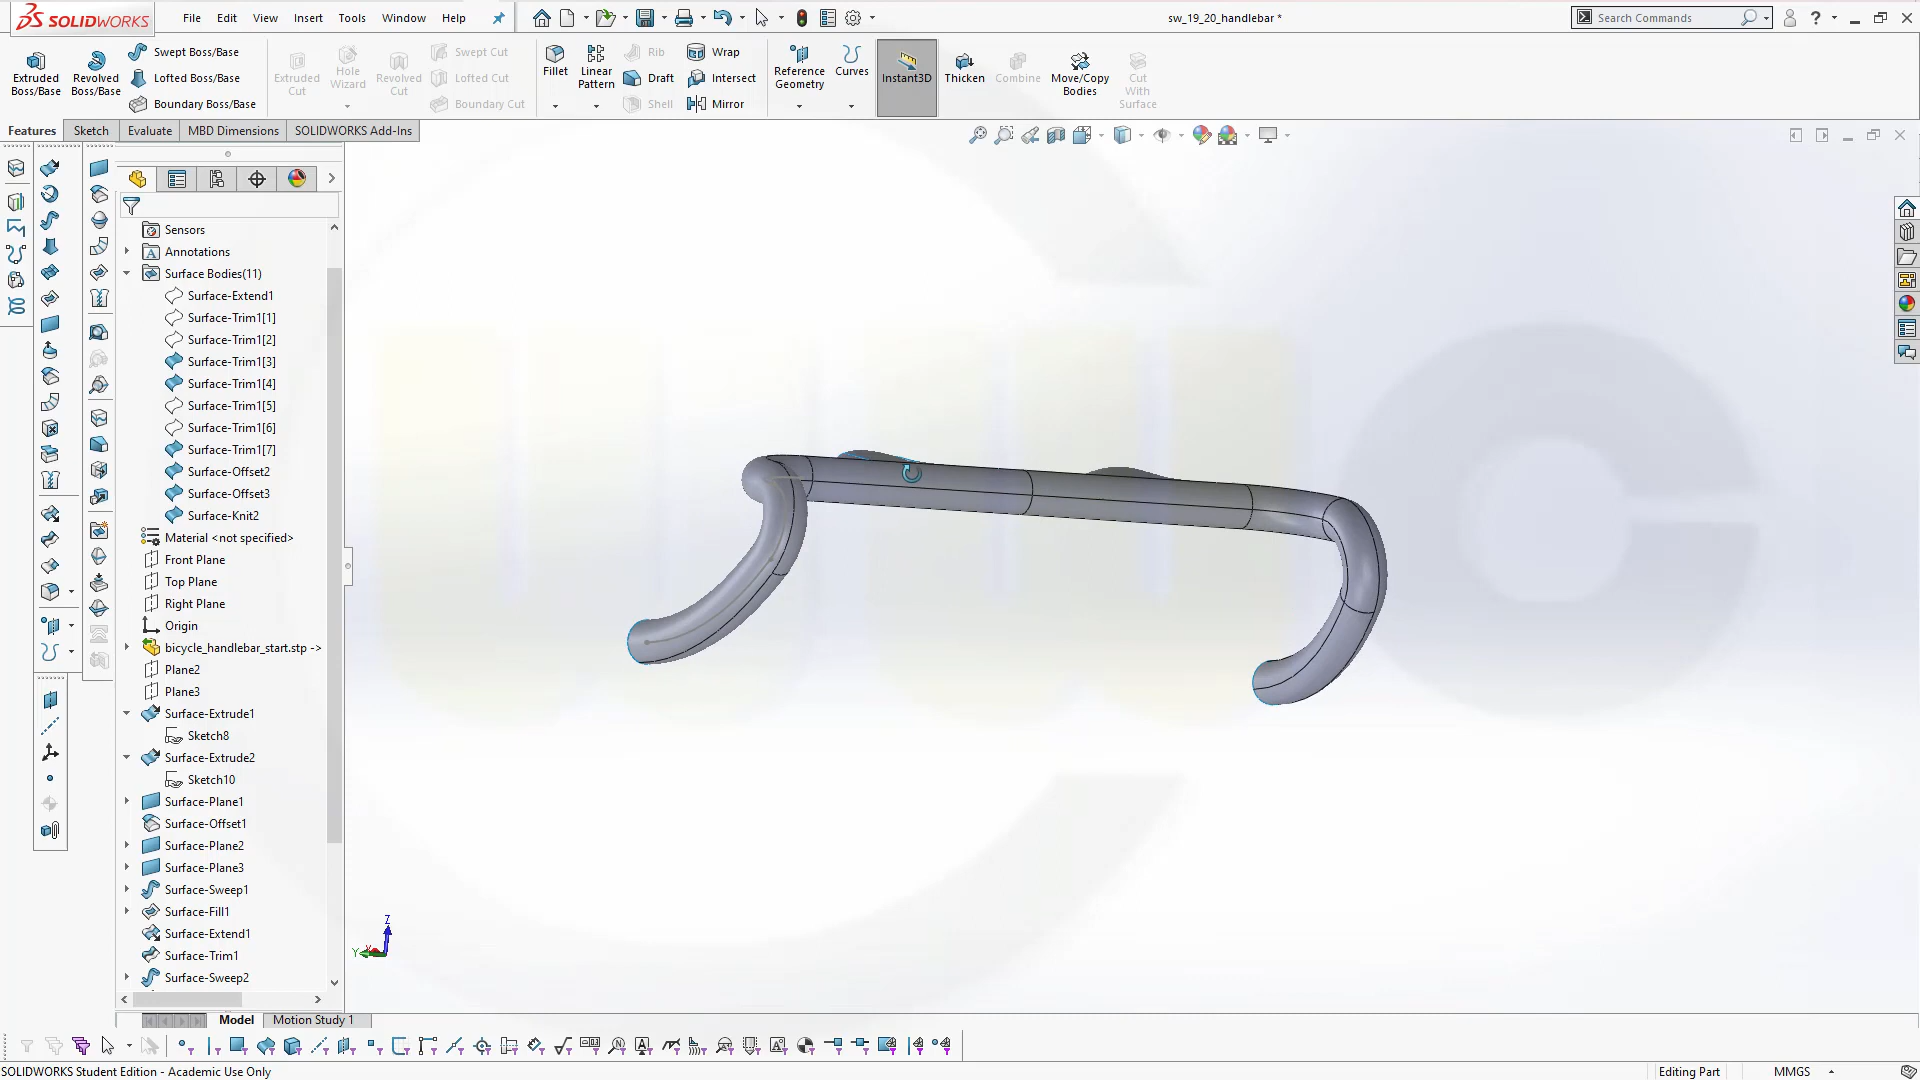 SOLIDWORKS
File Edit View Insert Tools Window Help
sw_19_20_handlebar *
Search Commands
Extruded Boss/Base
Revolved Boss/Base
Swept Boss/Base
Lofted Boss/Base
Boundary Boss/Base
Extruded Cut
Hole Wizard
Revolved Cut
Swept Cut
Lofted Cut
Boundary Cut
Fillet
Linear Pattern
Rib
Draft
Shell
Wrap
Intersect
Mirror
Reference Geometry
Curves
Instant3D
Thicken
Combine
Move/Copy Bodies
Cut With Surface
Features Sketch Evaluate MBD Dimensions SOLIDWORKS Add-Ins
Sensors
Annotations
Surface Bodies(11)
Surface-Extend1
Surface-Trim1[1]
Surface-Trim1[2]
Surface-Trim1[3]
Surface-Trim1[4]
Surface-Trim1[5]
Surface-Trim1[6]
Surface-Trim1[7]
Surface-Offset2
Surface-Offset3
Surface-Knit2
Material <not specified>
Front Plane
Top Plane
Right Plane
Origin
bicycle_handlebar_start.stp ->
Plane2
Plane3
Surface-Extrude1
Sketch8
Surface-Extrude2
Sketch10
Surface-Plane1
Surface-Offset1
Surface-Plane2
Surface-Plane3
Surface-Sweep1
Surface-Fill1
Surface-Extend1
Surface-Trim1
Surface-Sweep2
Z
Y X
Model Motion Study 1
SOLIDWORKS Student Edition - Academic Use Only
Editing Part MMGS